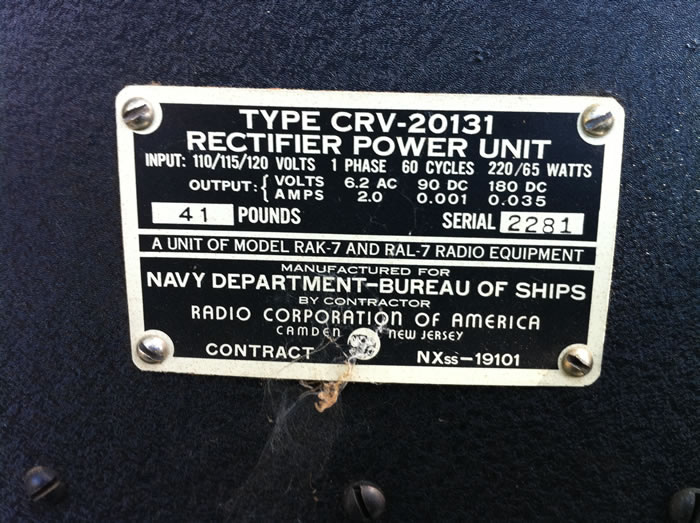 TYPE CRV-20131
RECTIFIER POWER UNIT
INPUT: 110/115/120 VOLTS 1 PHASE 60 CYCLES 220/65 WATTS
OUTPUT: { VOLTS 6.2 AC 90 DC 180 DC
AMPS 2.0 0.001 0.035
41 POUNDS SERIAL 2281
A UNIT OF MODEL RAK-7 AND RAL-7 RADIO EQUIPMENT
MANUFACTURED FOR
NAVY DEPARTMENT-BUREAU OF SHIPS
BY CONTRACTOR
RADIO CORPORATION OF AMERICA
CAMDEN NEW JERSEY
CONTRACT NXss-19101